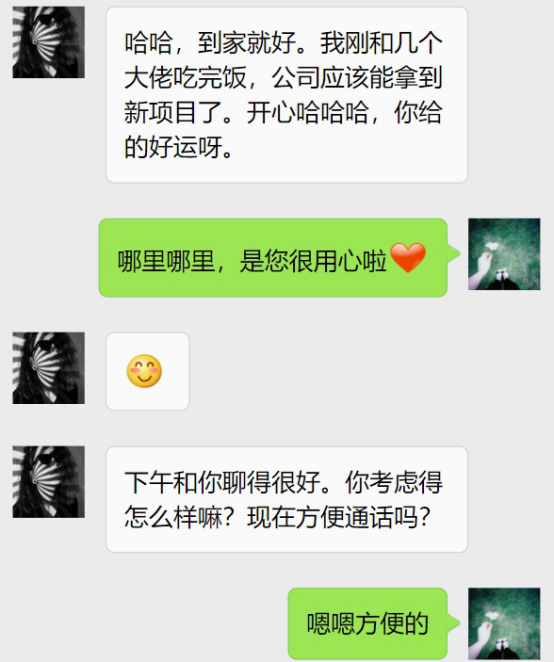 哈哈，到家就好。我刚和几个
大佬吃完饭，公司应该能拿到
新项目了。开心哈哈哈，你给
的好运呀。
哪里哪里，是您很用心啦❤️
😊
下午和你聊得很好。你考虑得
怎么样嘛？现在方便通话吗？
嗯嗯方便的